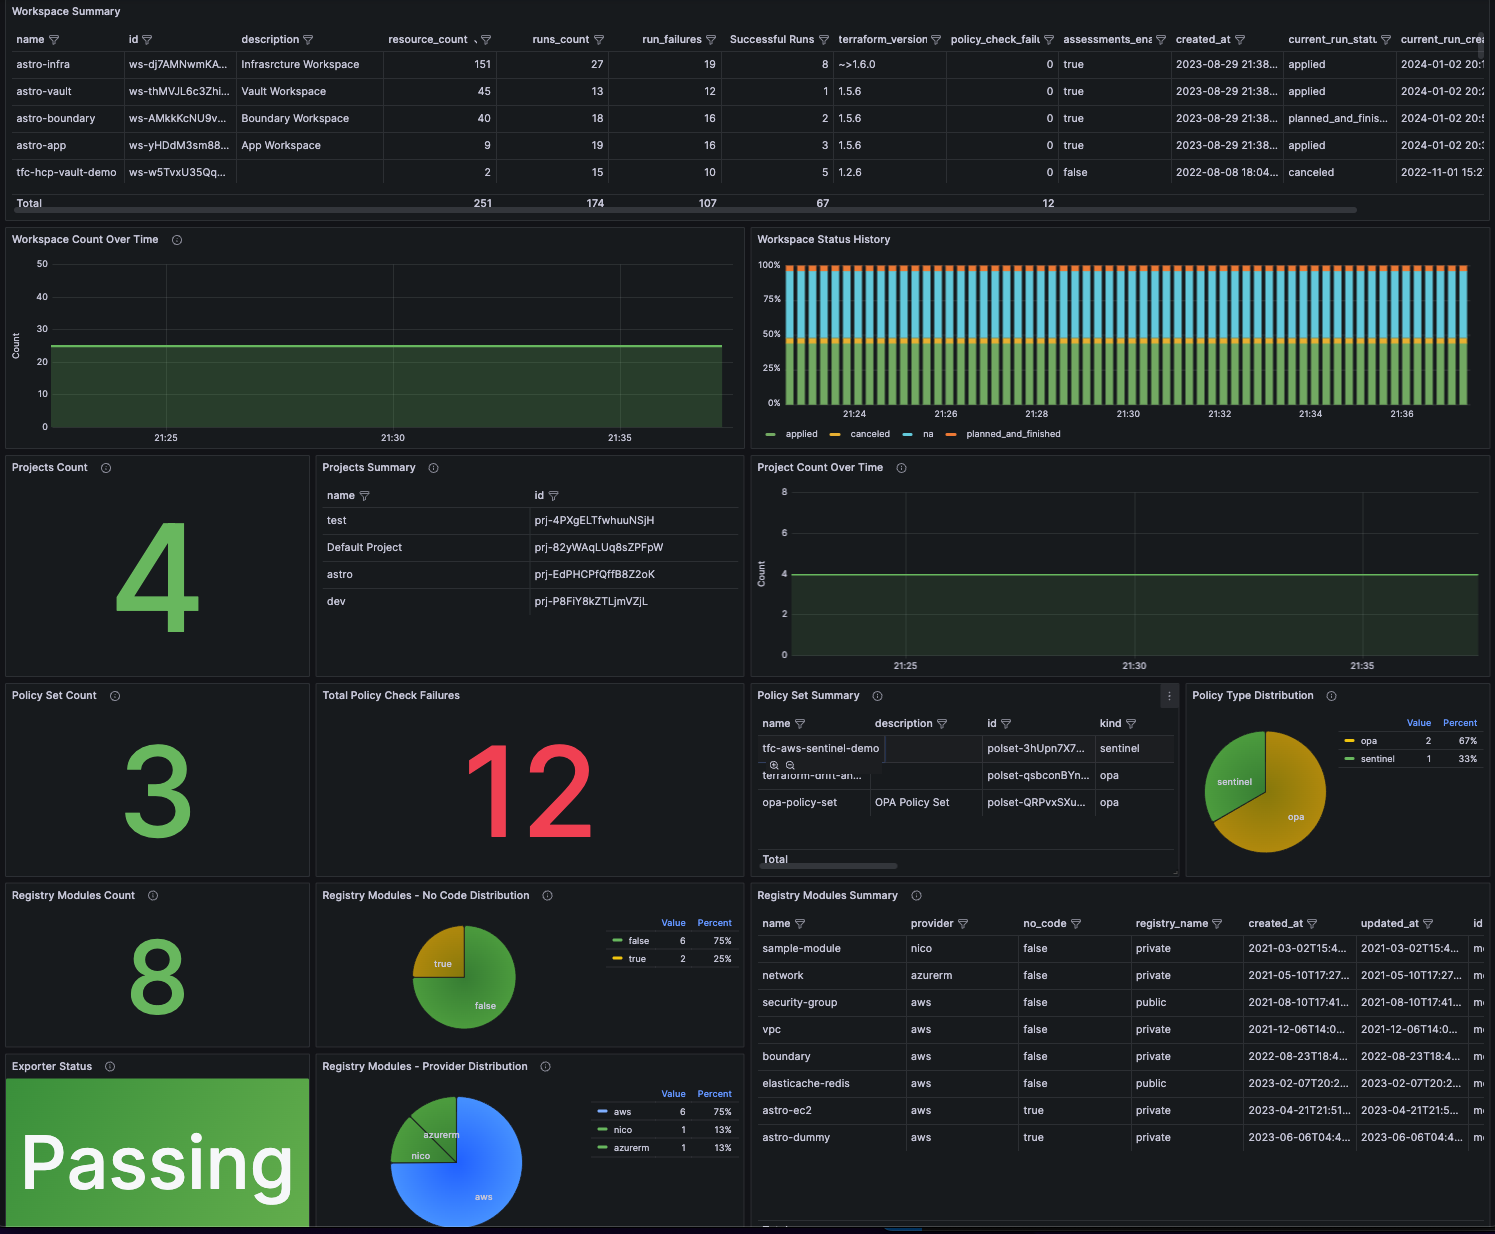 Workspace Summary
name id description resource_count runs_count run_failures Successful Runs terraform_version policy_check_failu assessments_ena created_at current_run_statu current_run_crea
astro-infra ws-dj7AMNwmKA... Infrasrcture Workspace 151 27 19 8 ~>1.6.0 0 true 2023-08-29 21:38... applied 2024-01-02 20:1
astro-vault ws-thMVJL6c3Zhi... Vault Workspace 45 13 12 1 1.5.6 0 true 2023-08-29 21:38... applied 2024-01-02 20:2
astro-boundary ws-AMkkKcNU9v... Boundary Workspace 40 18 16 2 1.5.6 0 true 2023-08-29 21:38... planned_and_finis... 2024-01-02 20:5
astro-app ws-yHDdM3sm88... App Workspace 9 19 16 3 1.5.6 0 true 2023-08-29 21:38... applied 2024-01-02 20:3
tfc-hcp-vault-demo ws-w5TvxU35Qq... 2 15 10 5 1.2.6 0 false 2022-08-08 18:04... canceled 2022-11-01 15:2
Total 251 174 107 67 12
Workspace Count Over Time
50
40
30
20
10
0
Count
21:25 21:30 21:35
Workspace Status History
100%
75%
50%
25%
0%
21:24 21:26 21:28 21:30 21:32 21:34 21:36
applied canceled na planned_and_finished
Projects Count
4
Projects Summary
name id
test prj-4PXgELTfwhuuNSjH
Default Project prj-82yWAqLUq8sZPFpW
astro prj-EdPHCPfQffB8Z2oK
dev prj-P8FiY8kZTLjmVZjL
Project Count Over Time
8
6
4
2
0
Count
21:25 21:30 21:35
Policy Set Count
3
Total Policy Check Failures
12
Policy Set Summary
name description id kind
tfc-aws-sentinel-demo polset-3hUpn7X7... sentinel
terraform-drift-an... polset-qsbconBYn... opa
opa-policy-set OPA Policy Set polset-QRPvxSXu... opa
Total
Policy Type Distribution
sentinel
opa
Value Percent
opa 2 67%
sentinel 1 33%
Registry Modules Count
8
Registry Modules - No Code Distribution
true
false
Value Percent
false 6 75%
true 2 25%
Registry Modules Summary
name provider no_code registry_name created_at updated_at id
sample-module nico false private 2021-03-02T15:4... 2021-03-02T15:4... m
network azurerm false private 2021-05-10T17:27... 2021-05-10T17:27... m
security-group aws false public 2021-08-10T17:41... 2021-08-10T17:41... m
vpc aws false private 2021-12-06T14:0... 2021-12-06T14:0... m
boundary aws false private 2022-08-23T18:4... 2022-08-23T18:4... m
elasticache-redis aws false public 2023-02-07T20:2... 2023-02-07T20:2... m
astro-ec2 aws true private 2023-04-21T21:51... 2023-04-21T21:5... m
astro-dummy aws true private 2023-06-06T04:4... 2023-06-06T04:4... m
Exporter Status
Passing
Registry Modules - Provider Distribution
azurerm
nico
aws
Value Percent
aws 6 75%
nico 1 13%
azurerm 1 13%